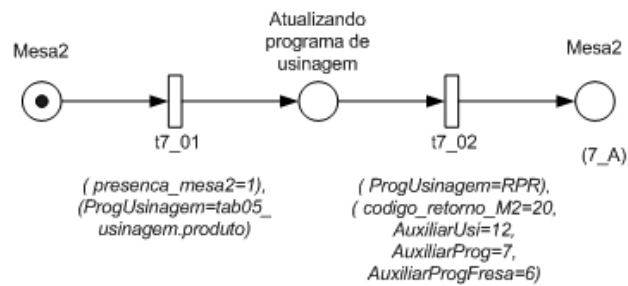 Atualizando
programa de
usinagem
Mesa2
Mesa2
t7_01
t7_02
(7_A)
( presenca_mesa2=1),
(ProgUsinagem=tab05_
usinagem.produto)
( ProgUsinagem=RPR),
( codigo_retorno_M2=20,
AuxiliarUsi=12,
AuxiliarProg=7,
AuxiliarProgFresa=6)